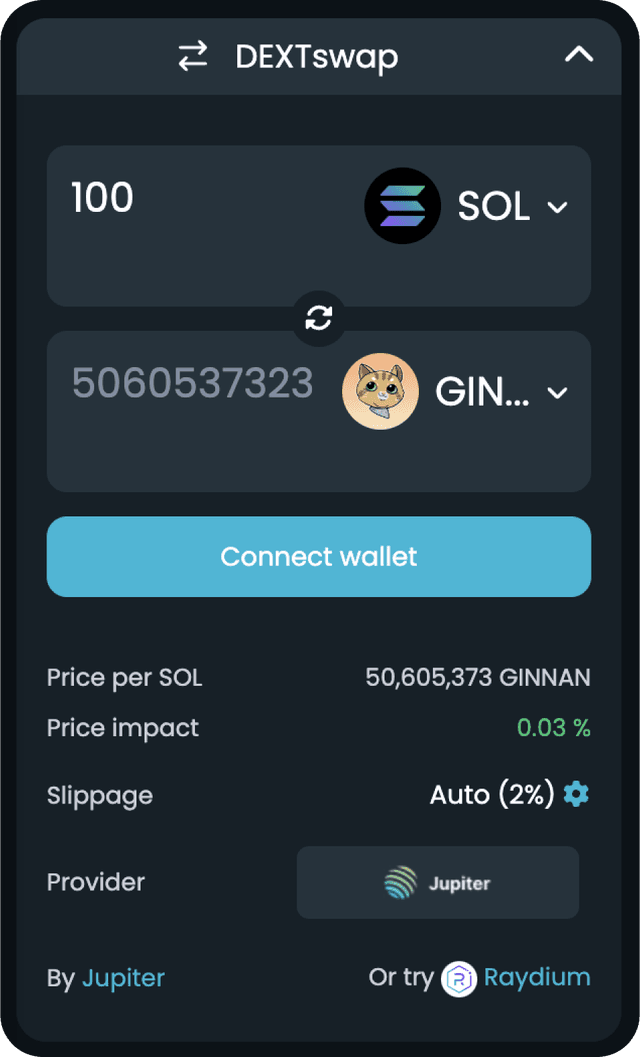 DEXTswap
100 SOL
5060537323 GIN...
Connect wallet
Price per SOL 50,605,373 GINNAN
Price impact 0.03 %
Slippage Auto (2%)
Provider Jupiter
By Jupiter Or try Raydium